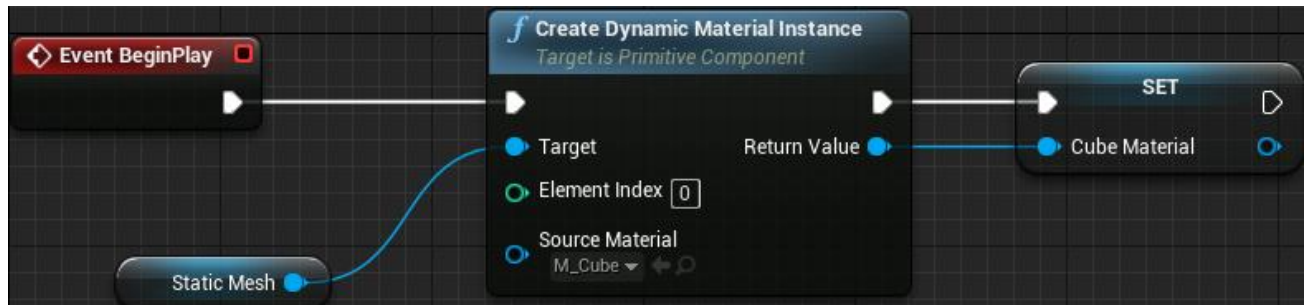 Event BeginPlay
f Create Dynamic Material Instance
Target is Primitive Component
Target
Return Value
Element Index 0
Source Material
M_Cube
SET
Cube Material
Static Mesh